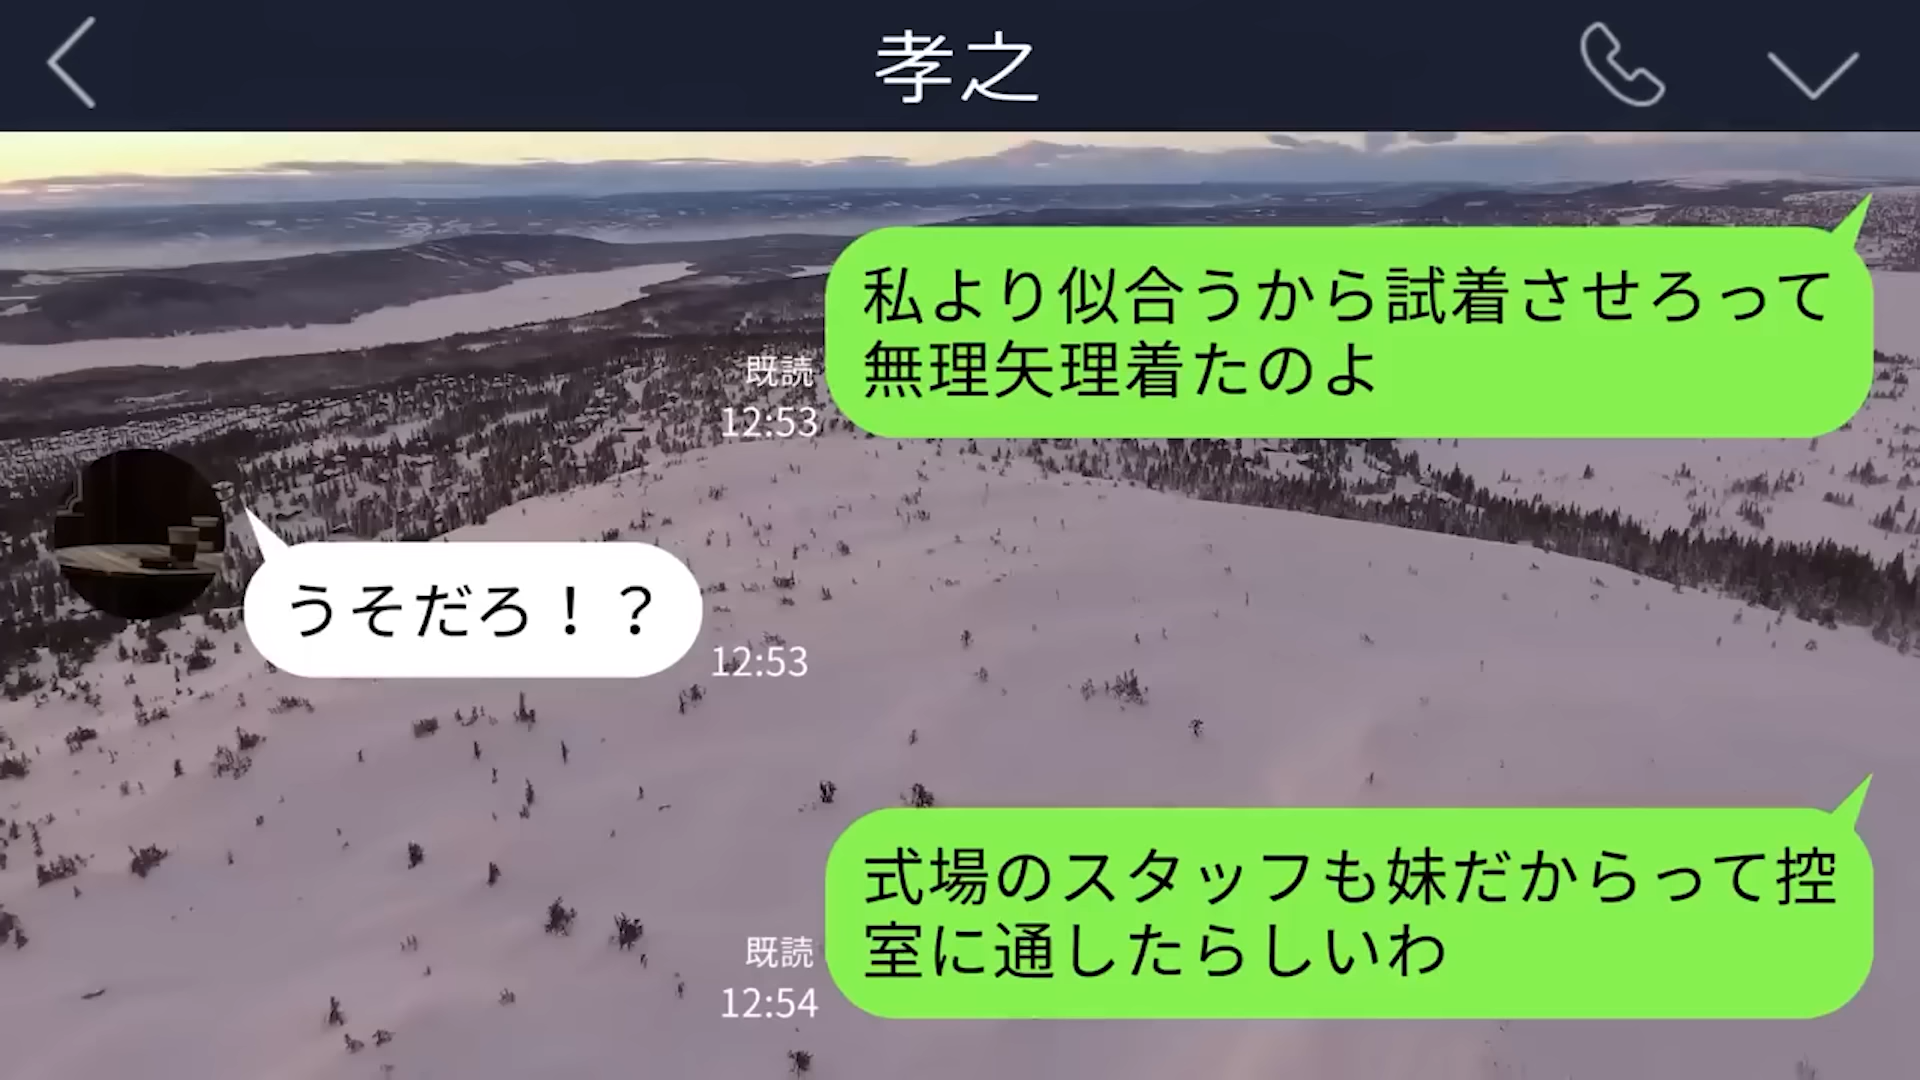 孝之
私より似合うから試着させろって
無理矢理着たのよ
既読
12:53
うそだろ！？
12:53
式場のスタッフも妹だからって控
室に通したらしいわ
既読
12:54